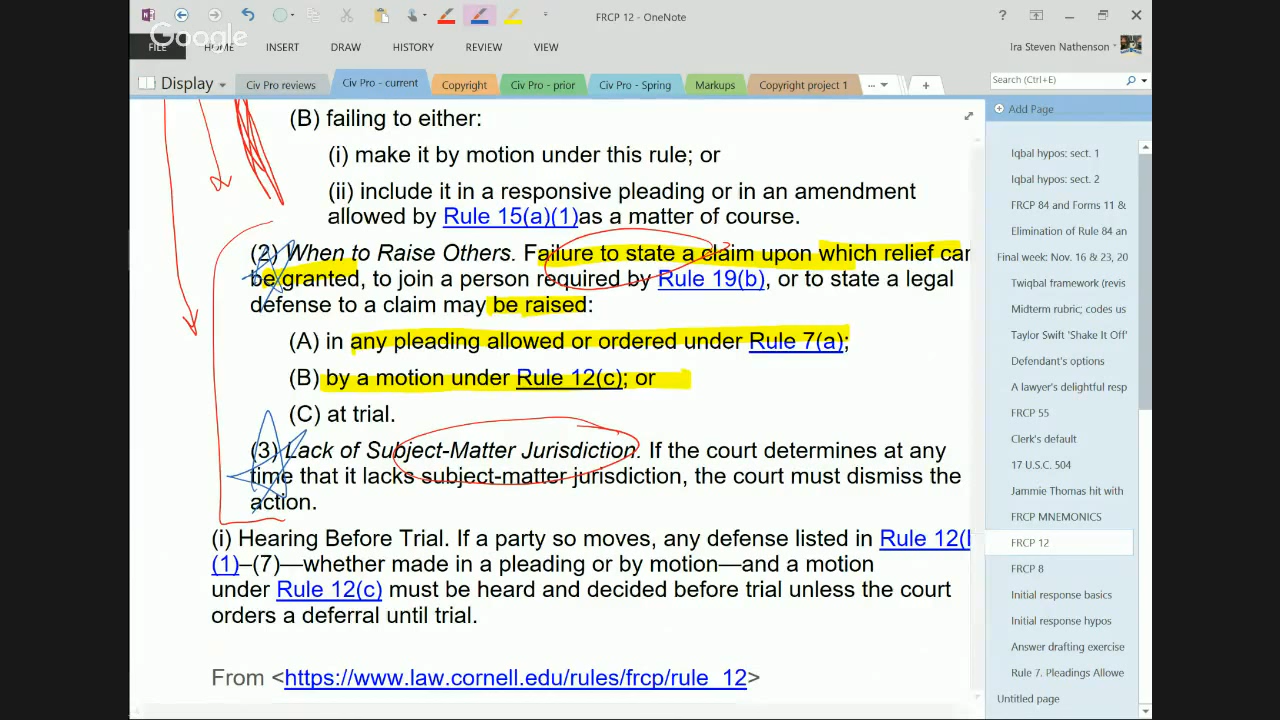 FRCP 12 - OneNote
?
Google
FILE HOME INSERT DRAW HISTORY REVIEW VIEW
Ira Steven Nathenson
Display
Civ Pro reviews
Civ Pro - current
Copyright
Civ Pro - prior
Civ Pro - Spring
Markups
Copyright project 1
...
+
Search (Ctrl+E)
(B) failing to either:
(i) make it by motion under this rule; or
(ii) include it in a responsive pleading or in an amendment
allowed by Rule 15(a)(1)as a matter of course.
(2) When to Raise Others. Failure to state a claim upon which relief can
be granted, to join a person required by Rule 19(b), or to state a legal
defense to a claim may be raised:
(A) in any pleading allowed or ordered under Rule 7(a);
(B) by a motion under Rule 12(c); or
(C) at trial.
(3) Lack of Subject-Matter Jurisdiction. If the court determines at any
time that it lacks subject-matter jurisdiction, the court must dismiss the
action.
(i) Hearing Before Trial. If a party so moves, any defense listed in Rule 12(b
(1)–(7)—whether made in a pleading or by motion—and a motion
under Rule 12(c) must be heard and decided before trial unless the court
orders a deferral until trial.
From <https://www.law.cornell.edu/rules/frcp/rule_12>
Add Page
Iqbal hypos: sect. 1
Iqbal hypos: sect. 2
FRCP 84 and Forms 11 &
Elimination of Rule 84 an
Final week: Nov. 16 & 23, 20
Twiqbal framework (revis
Midterm rubric; codes us
Taylor Swift 'Shake It Off'
Defendant's options
A lawyer's delightful resp
FRCP 55
Clerk's default
17 U.S.C. 504
Jammie Thomas hit with
FRCP MNEMONICS
FRCP 12
FRCP 8
Initial response basics
Initial response hypos
Answer drafting exercise
Rule 7. Pleadings Allowe
Untitled page